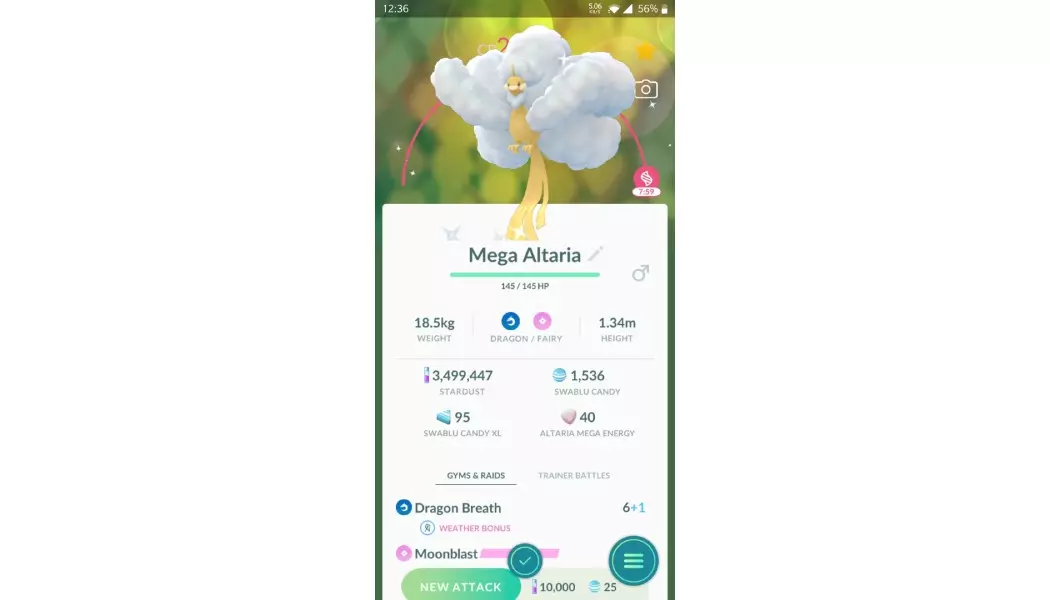 12:36 5.06 KB/s 56%
CP2
7:59
Mega Altaria
145 / 145 HP
18.5kg 1.34m
WEIGHT DRAGON / FAIRY HEIGHT
3,499,447 1,536
STARDUST SWABLU CANDY
95 40
SWABLU CANDY XL ALTARIA MEGA ENERGY
GYMS & RAIDS TRAINER BATTLES
Dragon Breath 6+1
WEATHER BONUS
Moonblast
NEW ATTACK 10,000 25